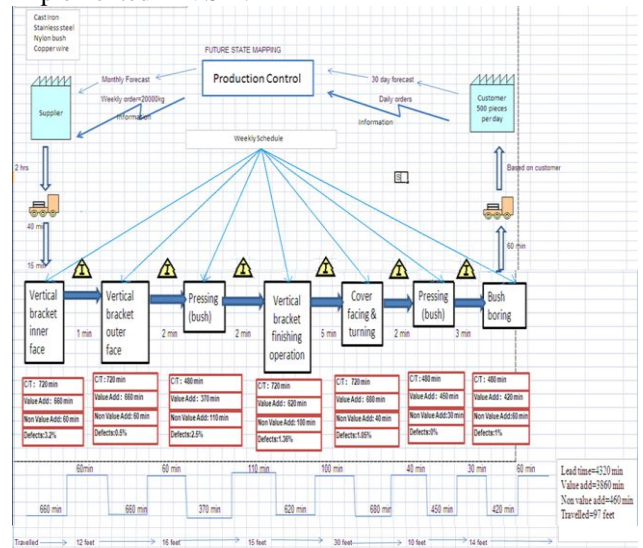 Cast Iron
Stainless steel
Nylon bush
Copper wire
FUTURE STATE MAPPING
Production Control
Monthly Forecast
30 day forecast
Supplier
Weekly order=20000kg
Information
Daily orders
Information
Customer
500 pieces
per day
Weekly Schedule
2 hrs
Based on customer
40 min
15 min
60 min
Vertical
bracket
inner
face
1 min
Vertical
bracket
outer
face
2 min
Pressing
(bush)
2 min
Vertical
bracket
finishing
operation
5 min
Cover
facing &
turning
2 min
Pressing
(bush)
3 min
Bush
boring
C/T: 720 min
Value Add: 660 min
Non Value Add: 60 min
Defects:3.2%
C/T:720 min
Value Add: 660 min
Non Value Add: 60 min
Defects:0.5%
C/T: 480 min
Value Add: 370 min
Non Value Add:110 min
Defects:2.5%
C/T: 720 min
Value Add: 620 min
Non Value Add: 100 min
Defects:1.36%
C/T: 720 min
Value Add: 680 min
Non Value Add: 40 min
Defects:1.05%
C/T: 480 min
Value Add: 450 min
Non Value Add:30 min
Defects:0%
C/T: 480 min
Value Add: 420 min
Non Value Add:60 min
Defects:1%
60min
60 min
110 min
100 min
40 min
30 min
60 min
660 min
660 min
370 min
620 min
680 min
450 min
420 min
Lead time=4320 min
Value add=3860 min
Non value add=460 min
Travelled=97 feet
Travelled
12 feet
16 feet
15 feet
30 feet
10 feet
14 feet